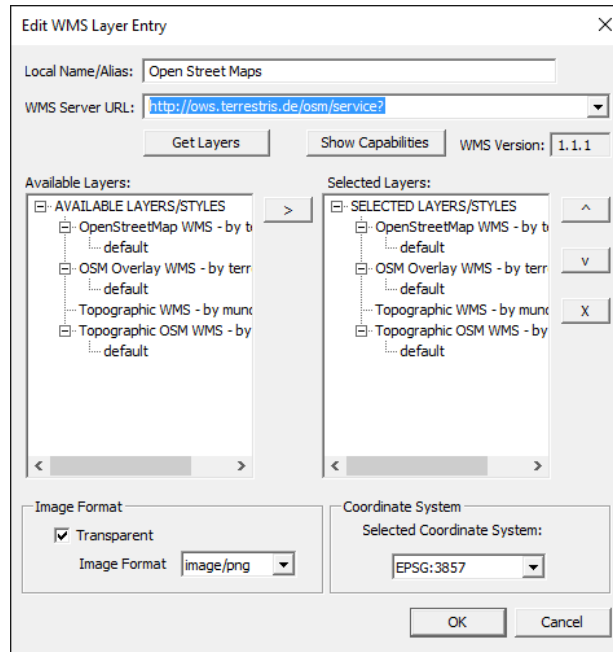 Edit WMS Layer Entry
Local Name/Alias: Open Street Maps
WMS Server URL: http://ows.terrestris.de/osm/service?
Get Layers Show Capabilities WMS Version: 1.1.1
Available Layers: Selected Layers:
AVAILABLE LAYERS/STYLES > SELECTED LAYERS/STYLES ^
OpenStreetMap WMS - by OpenStreetMap WMS - by
default default
OSM Overlay WMS - by terr OSM Overlay WMS - by terr v
default default
Topographic WMS - by mund Topographic WMS - by mund X
Topographic OSM WMS - by Topographic OSM WMS - by
default default
Image Format Coordinate System
Transparent Selected Coordinate System:
Image Format image/png EPSG:3857
OK Cancel